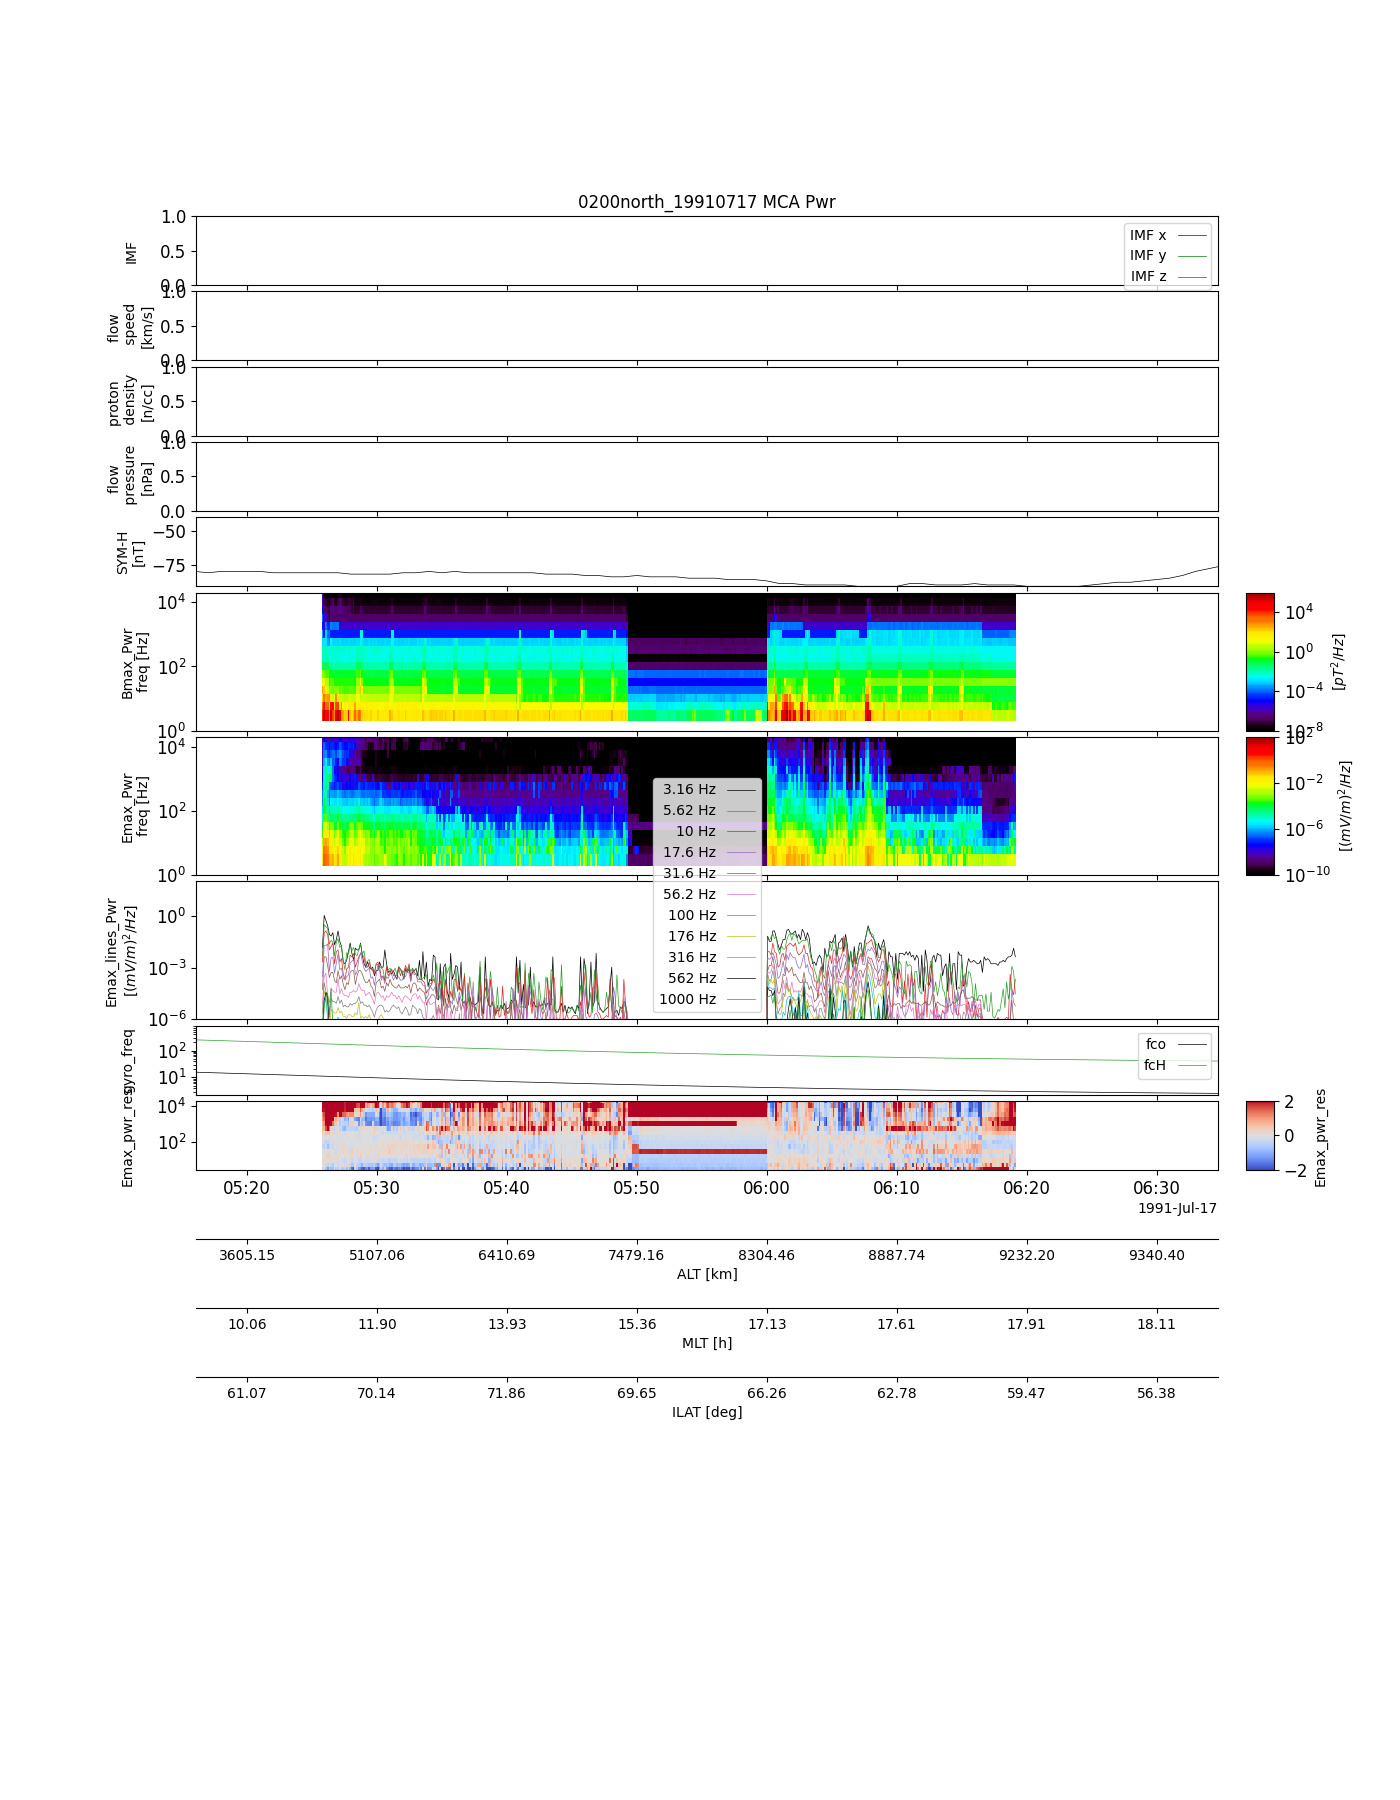 0200north_19910717 MCA Pwr
1.0
0.5
0.0
IMF
IMF x
IMF y
IMF z
1.0
0.5
0.0
flow
speed
[km/s]
1.0
0.5
0.0
proton
density
[n/cc]
1.0
0.5
0.0
flow
pressure
[nPa]
−50
−75
SYM-H
[nT]
10^4
10^2
10^0
Bmax_Pwr
freq [Hz]
10^4
10^0
10^−4
10^−8
[pT^2/Hz]
10^4
10^2
10^0
Emax_Pwr
freq [Hz]
10^2
10^−2
10^−6
10^−10
[(mV/m)^2/Hz]
3.16 Hz
5.62 Hz
10 Hz
17.6 Hz
31.6 Hz
56.2 Hz
100 Hz
176 Hz
316 Hz
562 Hz
1000 Hz
10^0
10^−3
10^−6
Emax_lines_Pwr
[(mV/m)^2/Hz]
10^2
10^1
gyro_freq
fco
fcH
10^4
10^2
Emax_pwr_res
2
0
−2
Emax_pwr_res
05:20 05:30 05:40 05:50 06:00 06:10 06:20 06:30
1991-Jul-17
3605.15 5107.06 6410.69 7479.16 8304.46 8887.74 9232.20 9340.40
ALT [km]
10.06 11.90 13.93 15.36 17.13 17.61 17.91 18.11
MLT [h]
61.07 70.14 71.86 69.65 66.26 62.78 59.47 56.38
ILAT [deg]